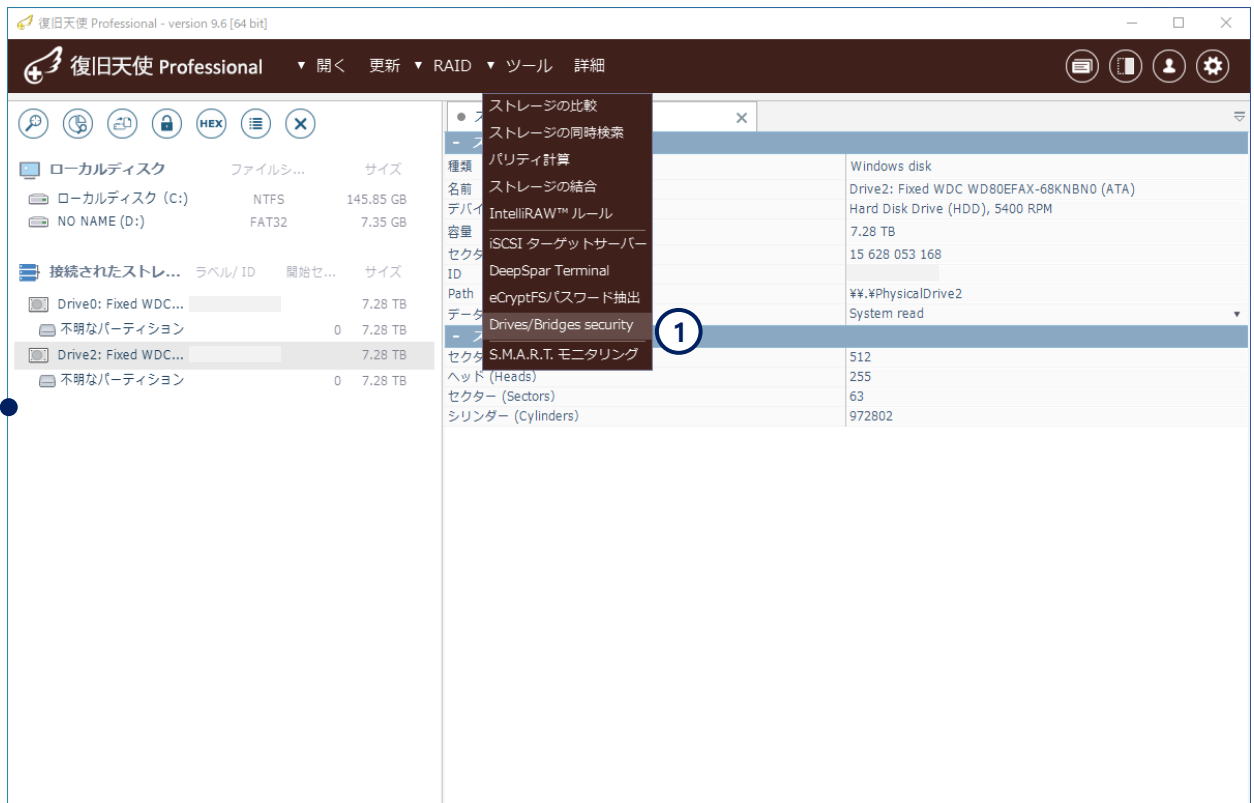 復旧天使 Professional - version 9.6 [64 bit]
復旧天使 Professional ▼ 開く 更新 ▼ RAID ▼ ツール 詳細
HEX
ローカルディスク ファイルシ... サイズ
ローカルディスク (C:) NTFS 145.85 GB
NO NAME (D:) FAT32 7.35 GB
接続されたストレ... ラベル/ ID 開始セ... サイズ
Drive0: Fixed WDC... 7.28 TB
不明なパーティション 0 7.28 TB
Drive2: Fixed WDC... 7.28 TB
不明なパーティション 0 7.28 TB
ストレージの比較
ストレージの同時検索
パリティ計算
ストレージの結合
IntelliRAW™ ルール
iSCSI ターゲットサーバー
DeepSpar Terminal
eCryptFSパスワード抽出
Drives/Bridges security
1
S.M.A.R.T. モニタリング
種類 Windows disk
名前 Drive2: Fixed WDC WD80EFAX-68KNBN0 (ATA)
デバイ Hard Disk Drive (HDD), 5400 RPM
容量 7.28 TB
セクタ 15 628 053 168
ID
Path ¥¥.¥PhysicalDrive2
データ System read
セクタ 512
ヘッド (Heads) 255
セクター (Sectors) 63
シリンダー (Cylinders) 972802